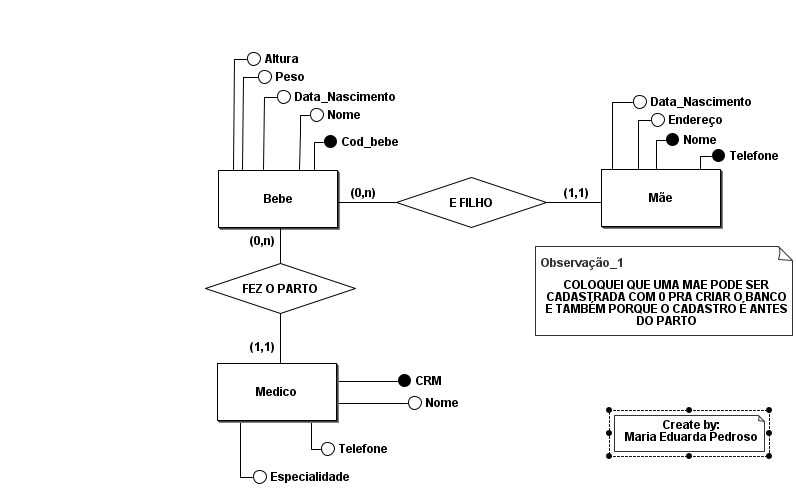 Altura
Peso
Data_Nascimento
Nome
Cod_bebe
Data_Nascimento
Endereço
Nome
Telefone
Bebe
(0,n)
E FILHO
(1,1)
Mãe
(0,n)
FEZ O PARTO
(1,1)
Observação_1
COLOQUEI QUE UMA MAE PODE SER
CADASTRADA COM 0 PRA CRIAR O BANCO
E TAMBÉM PORQUE O CADASTRO É ANTES
DO PARTO
Medico
CRM
Nome
Telefone
Especialidade
Create by:
Maria Eduarda Pedroso